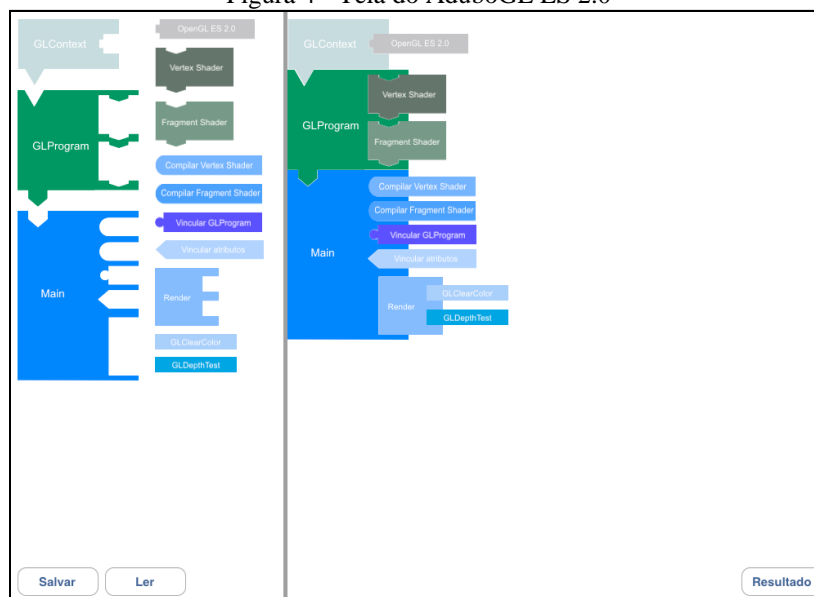 Figura 4 - Tela do AduboGL ES 2.0
GLContext
OpenGL ES 2.0
Vertex Shader
Fragment Shader
GLProgram
Compilar Vertex Shader
Compilar Fragment Shader
Vincular GLProgram
Vincular atributos
Main
Render
GLClearColor
GLDepthTest
Salvar
Ler
GLContext
OpenGL ES 2.0
Vertex Shader
GLProgram
Fragment Shader
Compilar Vertex Shader
Compilar Fragment Shader
Vincular GLProgram
Main
Vincular atributos
GLClearColor
Render
GLDepthTest
Resultado